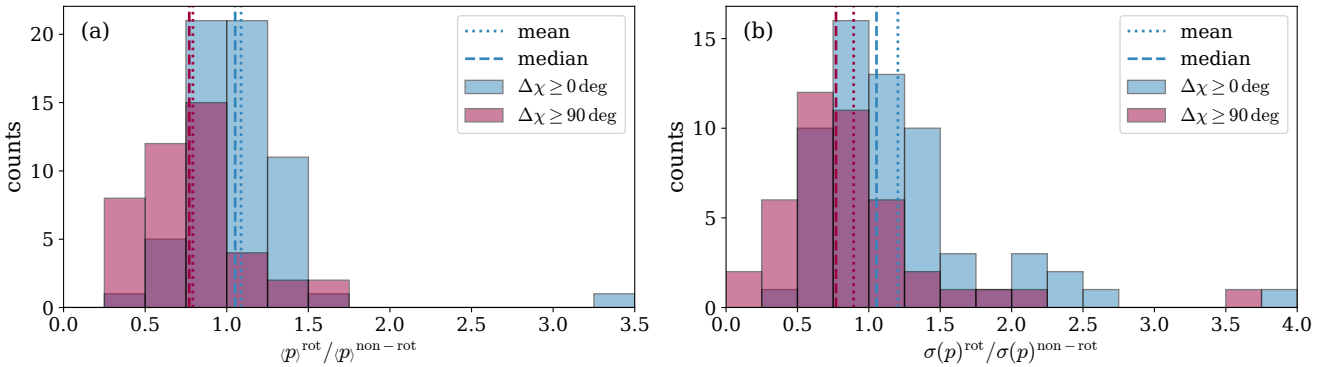 (a)
mean
median
Δχ ≥ 0 deg
Δχ ≥ 90 deg
counts
20
15
10
5
0
0.0 0.5 1.0 1.5 2.0 2.5 3.0 3.5
⟨p⟩^rot/⟨p⟩^non−rot
(b)
mean
median
Δχ ≥ 0 deg
Δχ ≥ 90 deg
counts
15
10
5
0
0.0 0.5 1.0 1.5 2.0 2.5 3.0 3.5 4.0
σ(p)^rot/σ(p)^non−rot